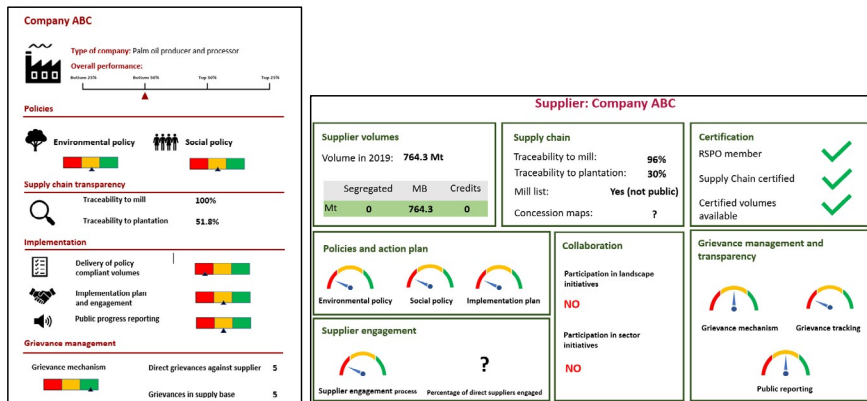 Company ABC
Type of company: Palm oil producer and processor
Overall performance:
Bottom 25% Bottom 50% Top 50% Top 25%
Policies
Environmental policy Social policy
Supply chain transparency
Traceability to mill 100%
Traceability to plantation 51.8%
Implementation
Delivery of policy
compliant volumes
Implementation plan
and engagement
Public progress reporting
Grievance management
Grievance mechanism Direct grievances against supplier 5
Grievances in supply base 5
Supplier: Company ABC
Supplier volumes
Volume in 2019: 764.3 Mt
Segregated MB Credits
Mt 0 764.3 0
Supply chain
Traceability to mill: 96%
Traceability to plantation: 30%
Mill list: Yes (not public)
Concession maps: ?
Certification
RSPO member
Supply Chain certified
Certified volumes
available
Policies and action plan
Environmental policy Social policy Implementation plan
Collaboration
Participation in landscape
initiatives
NO
Participation in sector
initiatives
NO
Grievance management and
transparency
Grievance mechanism Grievance tracking
Public reporting
Supplier engagement
?
Supplier engagement process Percentage of direct suppliers engaged